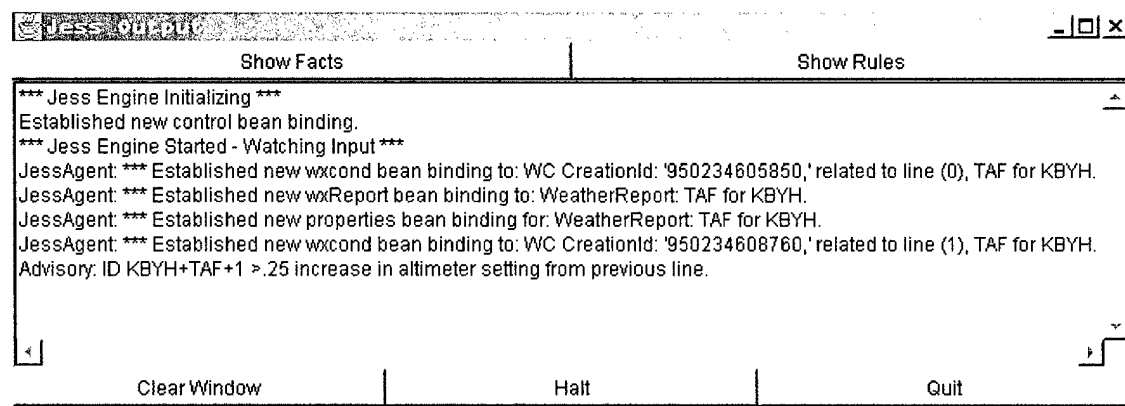 Jess Output
Show Facts Show Rules
*** Jess Engine Initializing ***
Established new control bean binding.
*** Jess Engine Started - Watching Input ***
JessAgent: *** Established new wxcond bean binding to: WC CreationId: '950234605850,' related to line (0), TAF for KBYH.
JessAgent: *** Established new wxReport bean binding to: WeatherReport: TAF for KBYH.
JessAgent: *** Established new properties bean binding for: WeatherReport: TAF for KBYH.
JessAgent: *** Established new wxcond bean binding to: WC CreationId: '950234608760,' related to line (1), TAF for KBYH.
Advisory: ID KBYH+TAF+1 >.25 increase in altimeter setting from previous line.
Clear Window Halt Quit